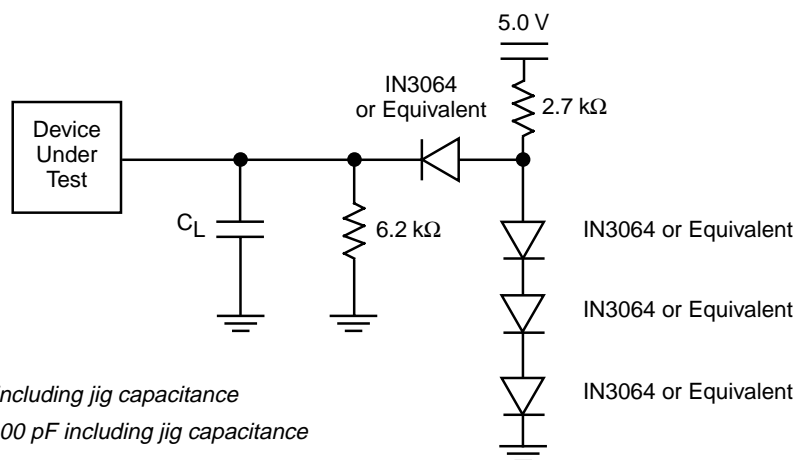 5.0 V
IN3064
or Equivalent
2.7 kΩ
Device
Under
Test
CL
6.2 kΩ
IN3064 or Equivalent
IN3064 or Equivalent
IN3064 or Equivalent
including jig capacitance
00 pF including jig capacitance